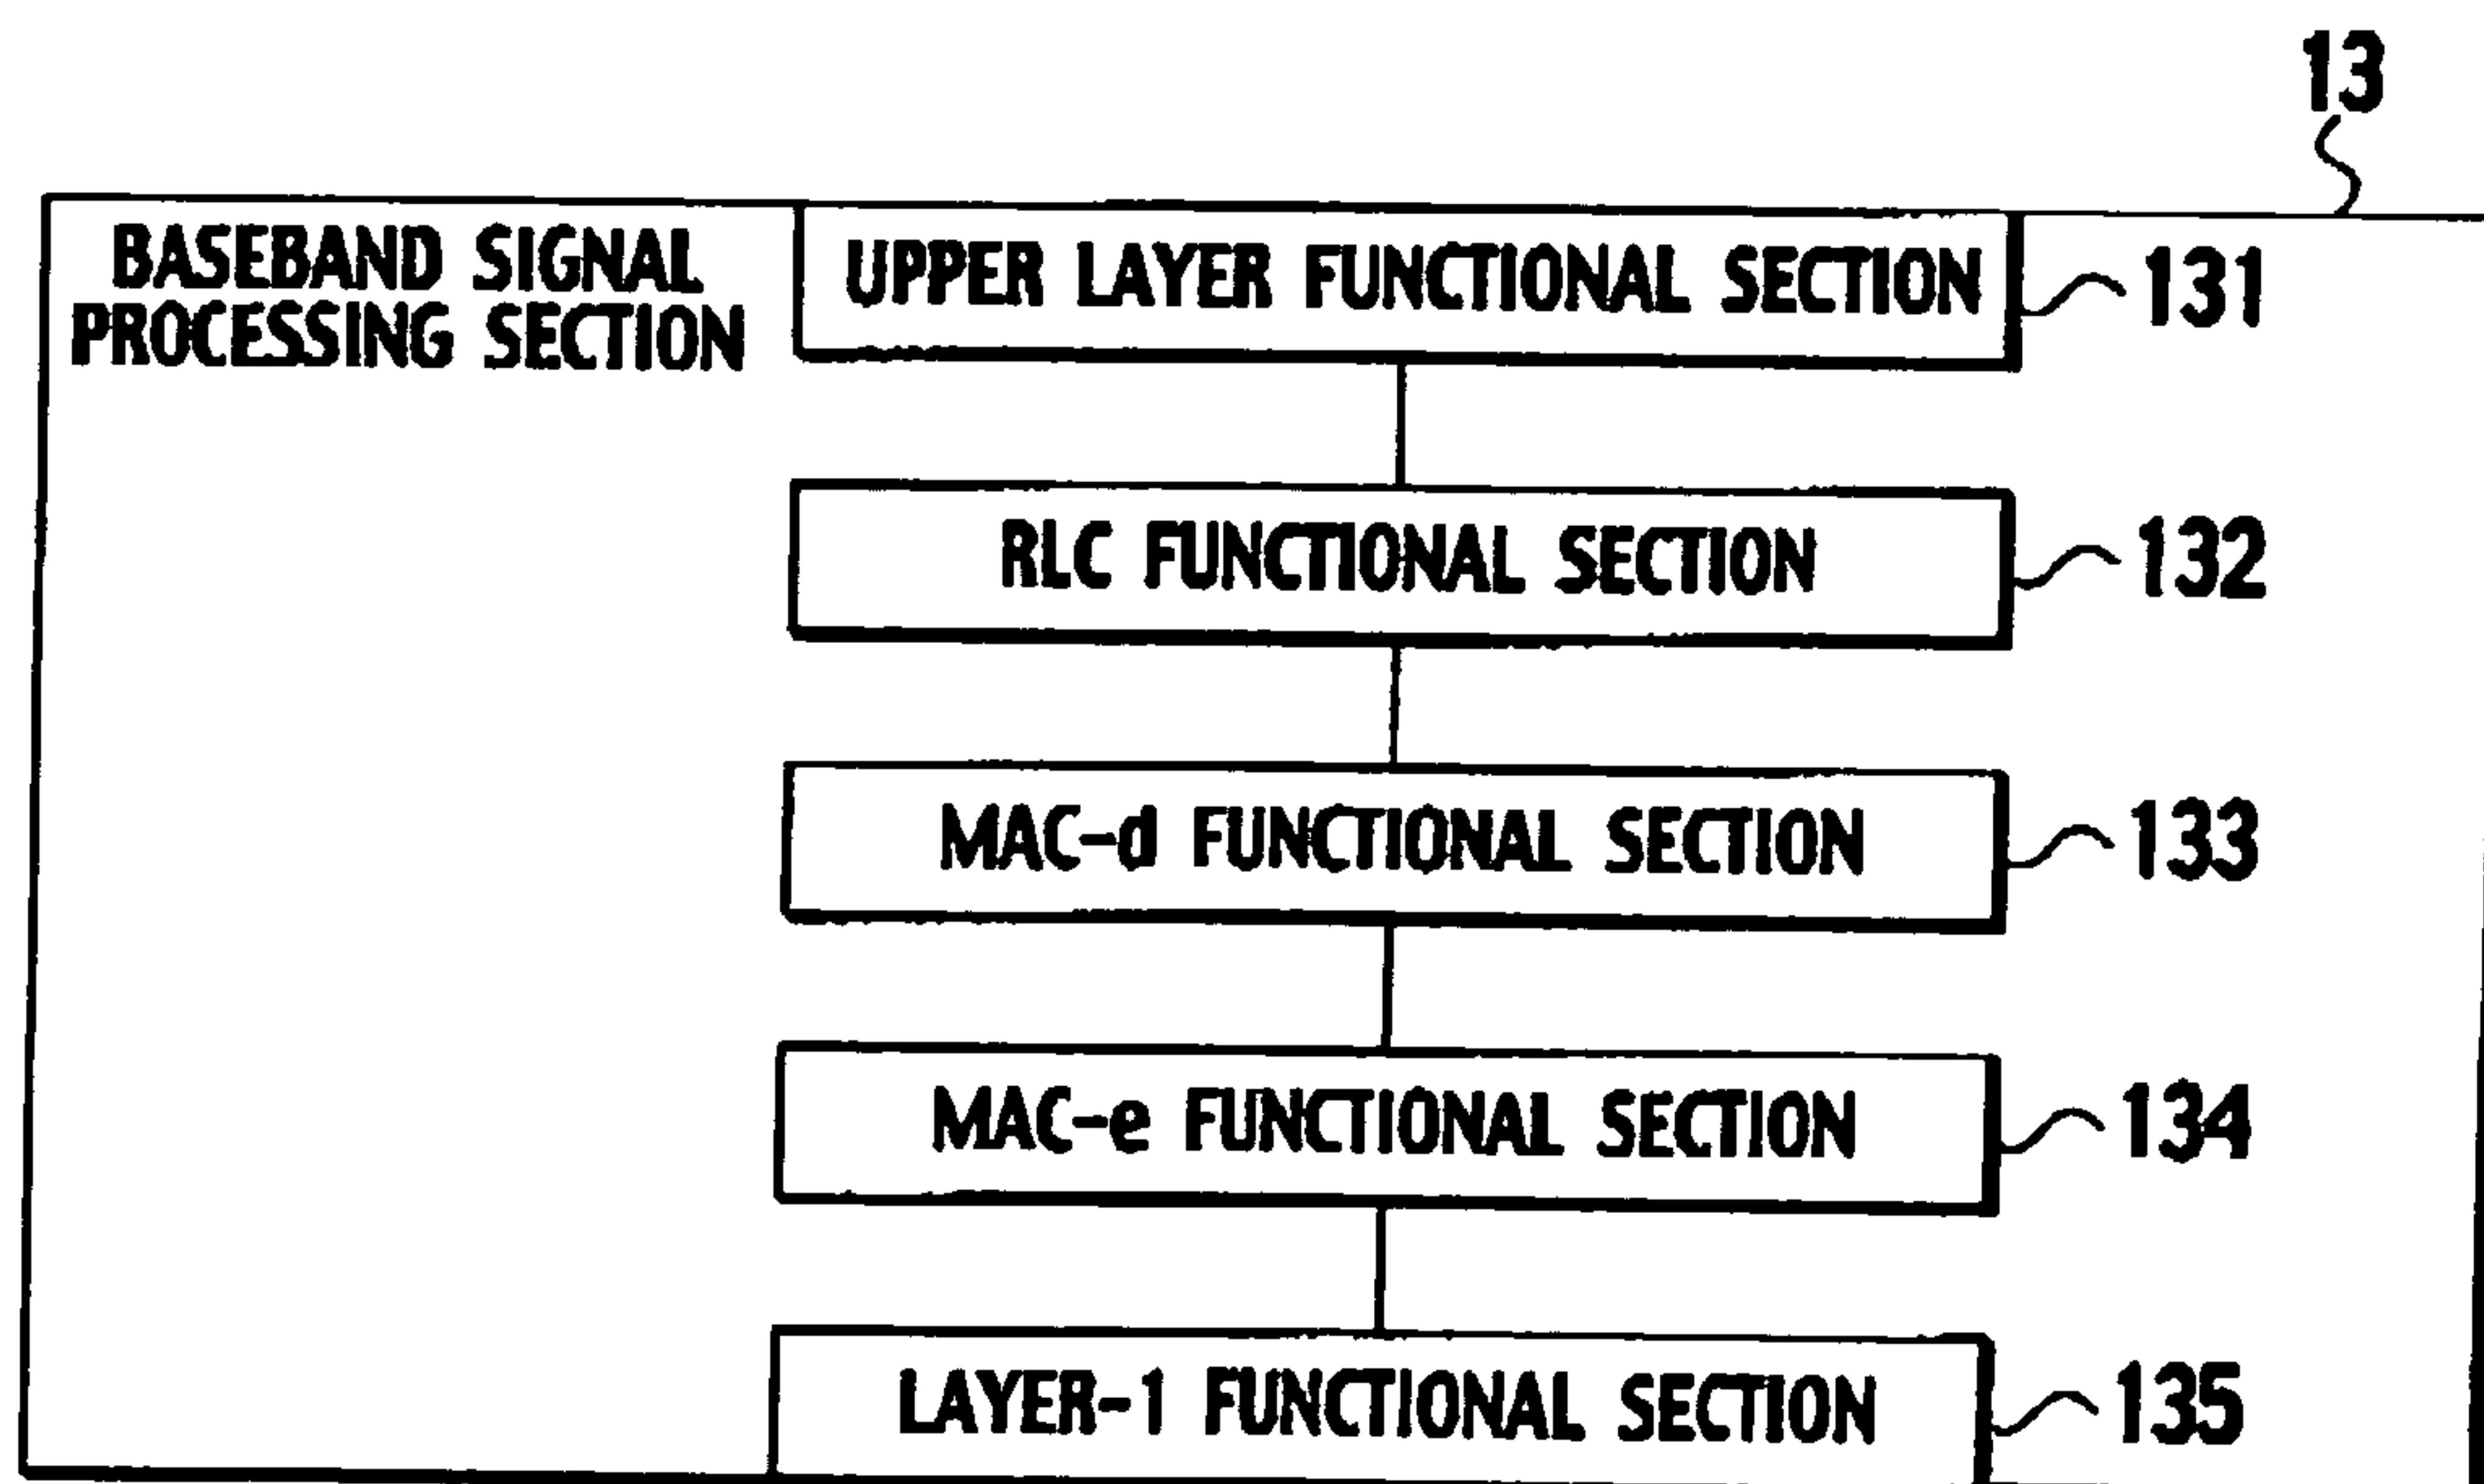 13
BASEBAND SIGNAL
PROCESSING SECTION
UPPER LAYER FUNCTIONAL SECTION
131
RLC FUNCTIONAL SECTION
132
MAC-d FUNCTIONAL SECTION
133
MAC-e FUNCTIONAL SECTION
134
LAYER-1 FUNCTIONAL SECTION
135